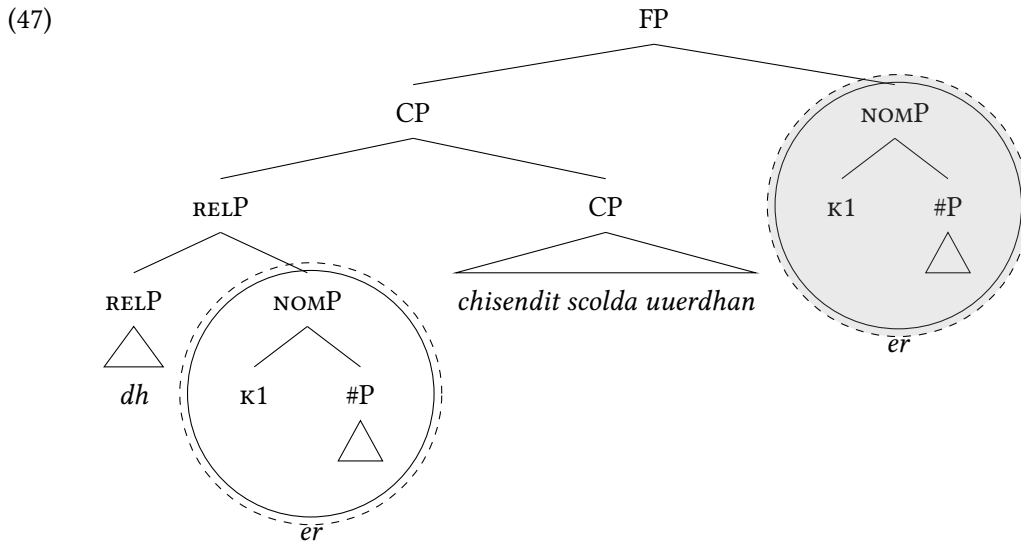 (47)
FP
CP
NOMP
RELP
CP
K1
#P
RELP
NOMP
chisendit scolda uuerdhan
er
dh
K1
#P
er